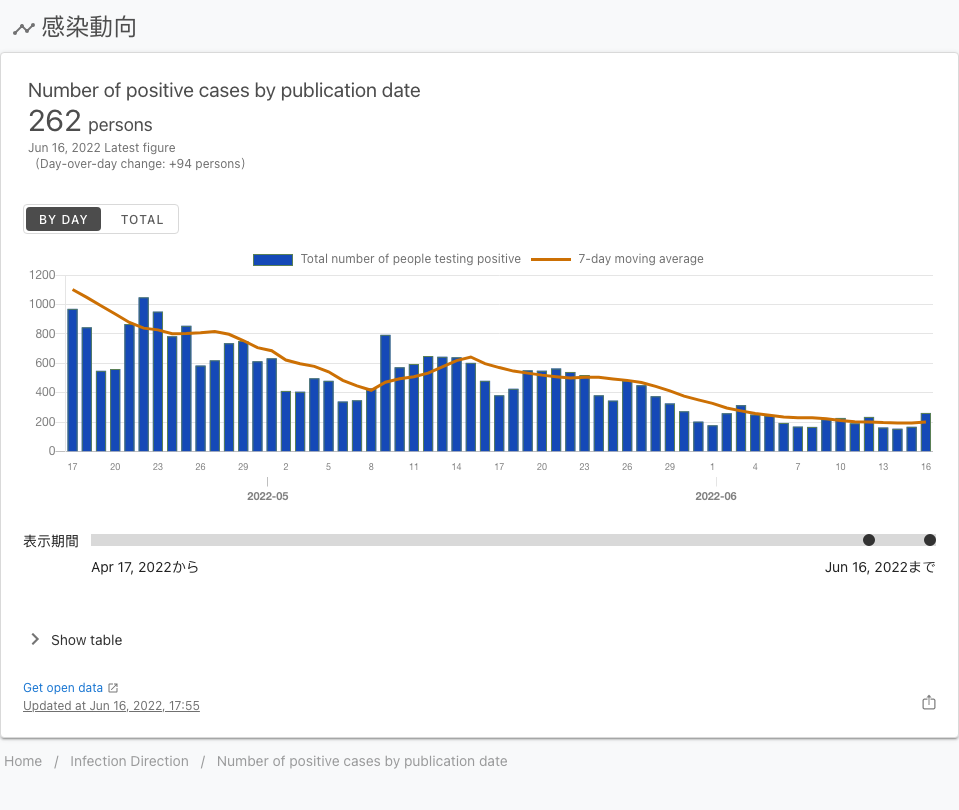 感染動向
Number of positive cases by publication date
262 persons
Jun 16, 2022 Latest figure
(Day-over-day change: +94 persons)
BY DAY TOTAL
Total number of people testing positive 7-day moving average
1200
1000
800
600
400
200
0
17 20 23 26 29 2 5 8 11 14 17 20 23 26 29 1 4 7 10 13 16
2022-05 2022-06
表示期間
Apr 17, 2022から Jun 16, 2022まで
Show table
Get open data
Updated at Jun 16, 2022, 17:55
Home / Infection Direction / Number of positive cases by publication date